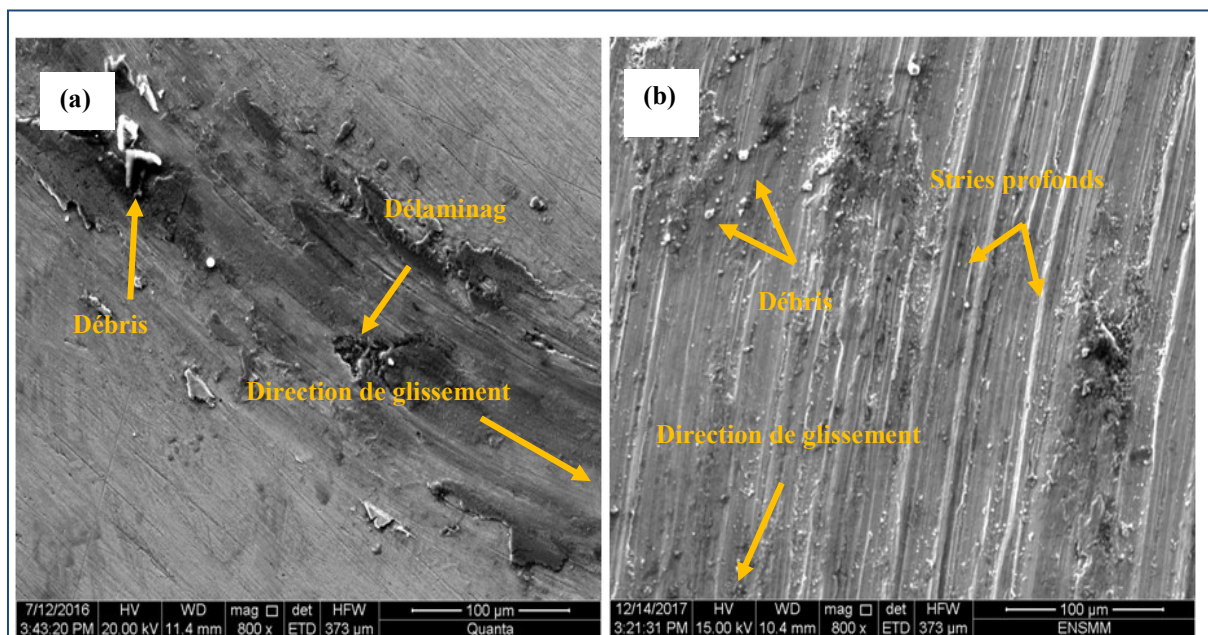 (a)
Délaminag
Débris
Direction de glissement
7/12/2016 HV WD mag det HFW 100 µm
3:43:20 PM 20.00 kV 11.4 mm 800 x ETD 373 µm Quanta
(b)
Stries profonds
Débris
Direction de glissement
12/14/2017 HV WD mag det HFW 100 µm
3:21:31 PM 15.00 kV 10.4 mm 800 x ETD 373 µm ENSMM